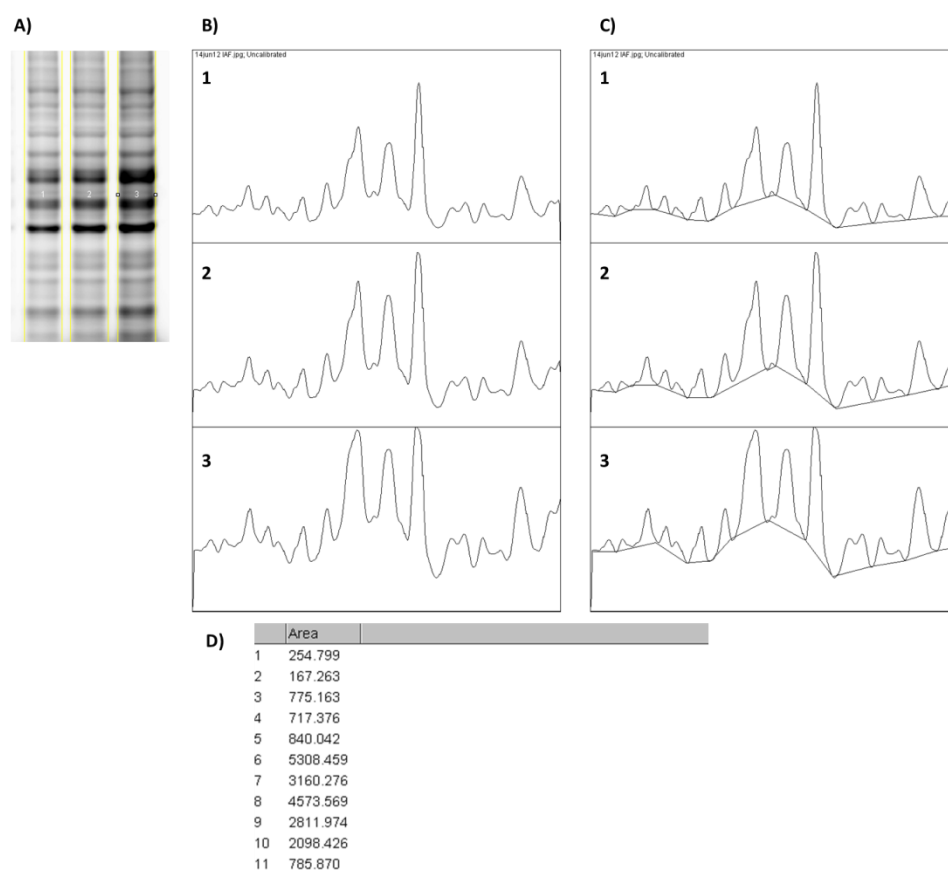 A)
B)
C)
1 2 3
14jun12 IAF.jpg; Uncalibrated
1
2
3
14jun12 IAF.jpg; Uncalibrated
1
2
3
D)
Area
1 254.799
2 167.263
3 775.163
4 717.376
5 840.042
6 5308.459
7 3160.276
8 4573.569
9 2811.974
10 2098.426
11 785.870